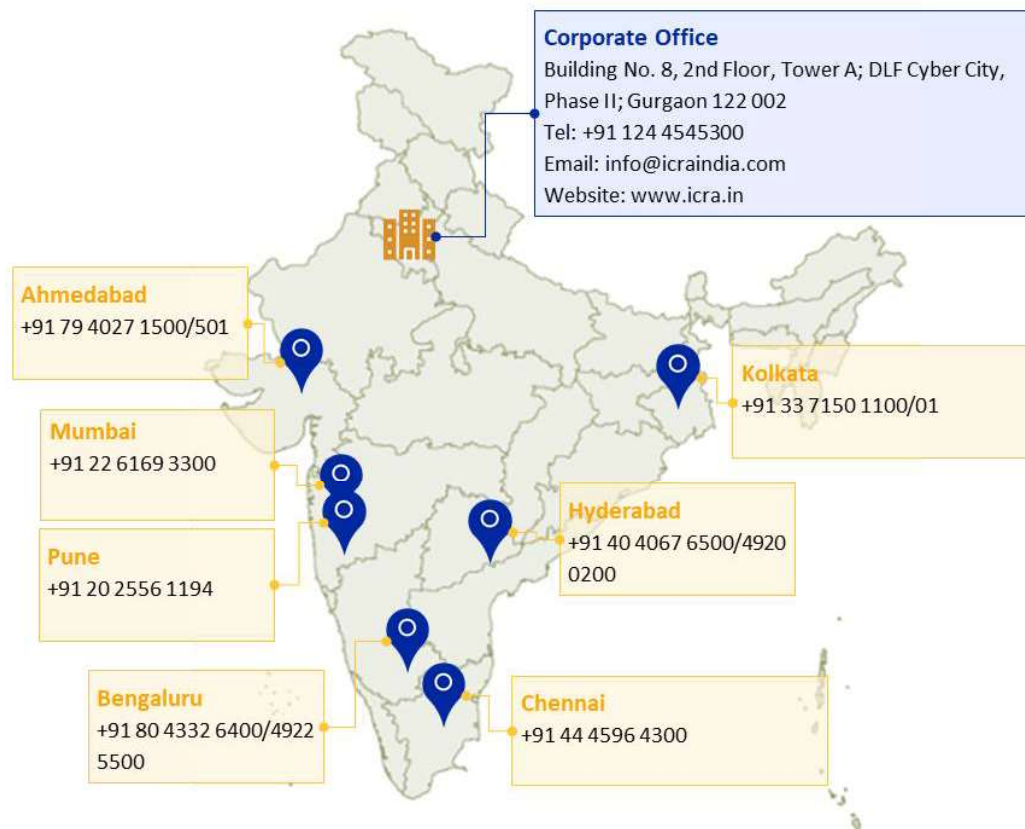 Corporate Office
Building No. 8, 2nd Floor, Tower A; DLF Cyber City,
Phase II; Gurgaon 122 002
Tel: +91 124 4545300
Email: info@icraindia.com
Website: www.icra.in
Ahmedabad
+91 79 4027 1500/501
Kolkata
+91 33 7150 1100/01
Mumbai
+91 22 6169 3300
Hyderabad
+91 40 4067 6500/4920
0200
Pune
+91 20 2556 1194
Bengaluru
+91 80 4332 6400/4922
5500
Chennai
+91 44 4596 4300